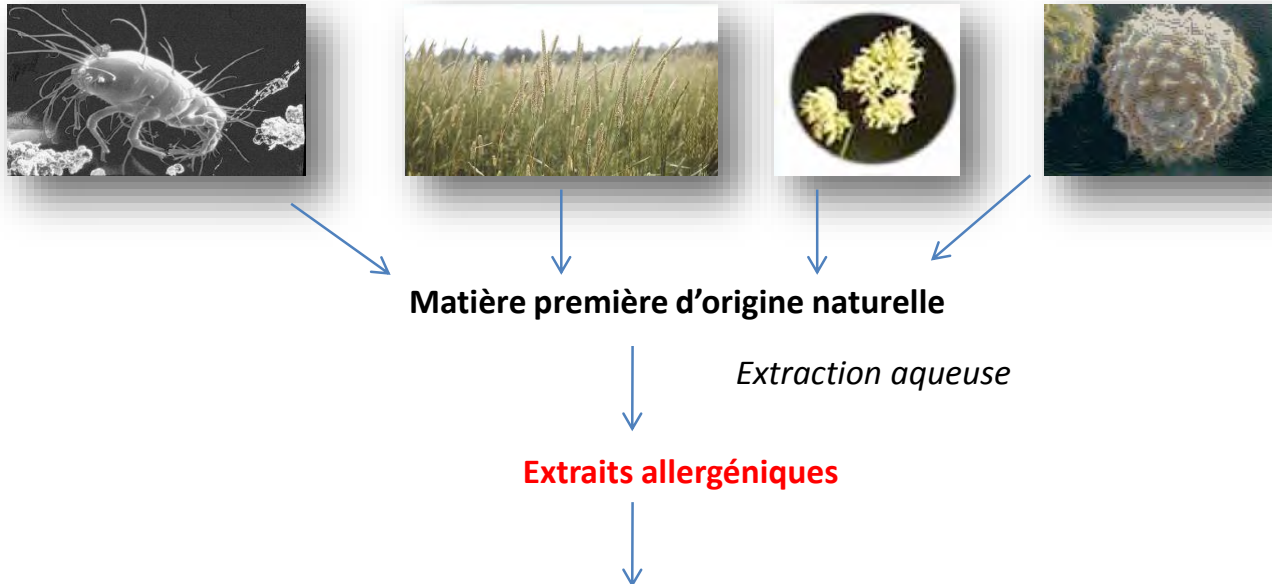 Matière première d’origine naturelle
Extraction aqueuse
Extraits allergéniques